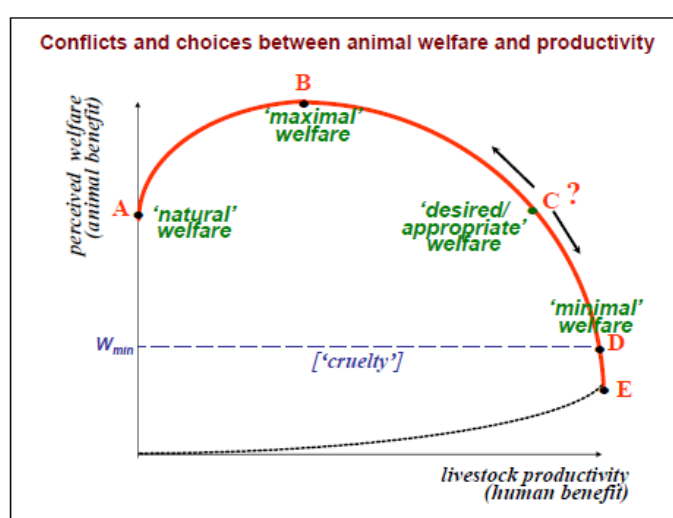 Conflicts and choices between animal welfare and productivity
B
'maximal'
welfare
perceived welfare
(animal benefit)
A
'natural'
welfare
C ?
'desired/
appropriate'
welfare
'minimal'
welfare
Wmin
D
['cruelty']
E
livestock productivity
(human benefit)